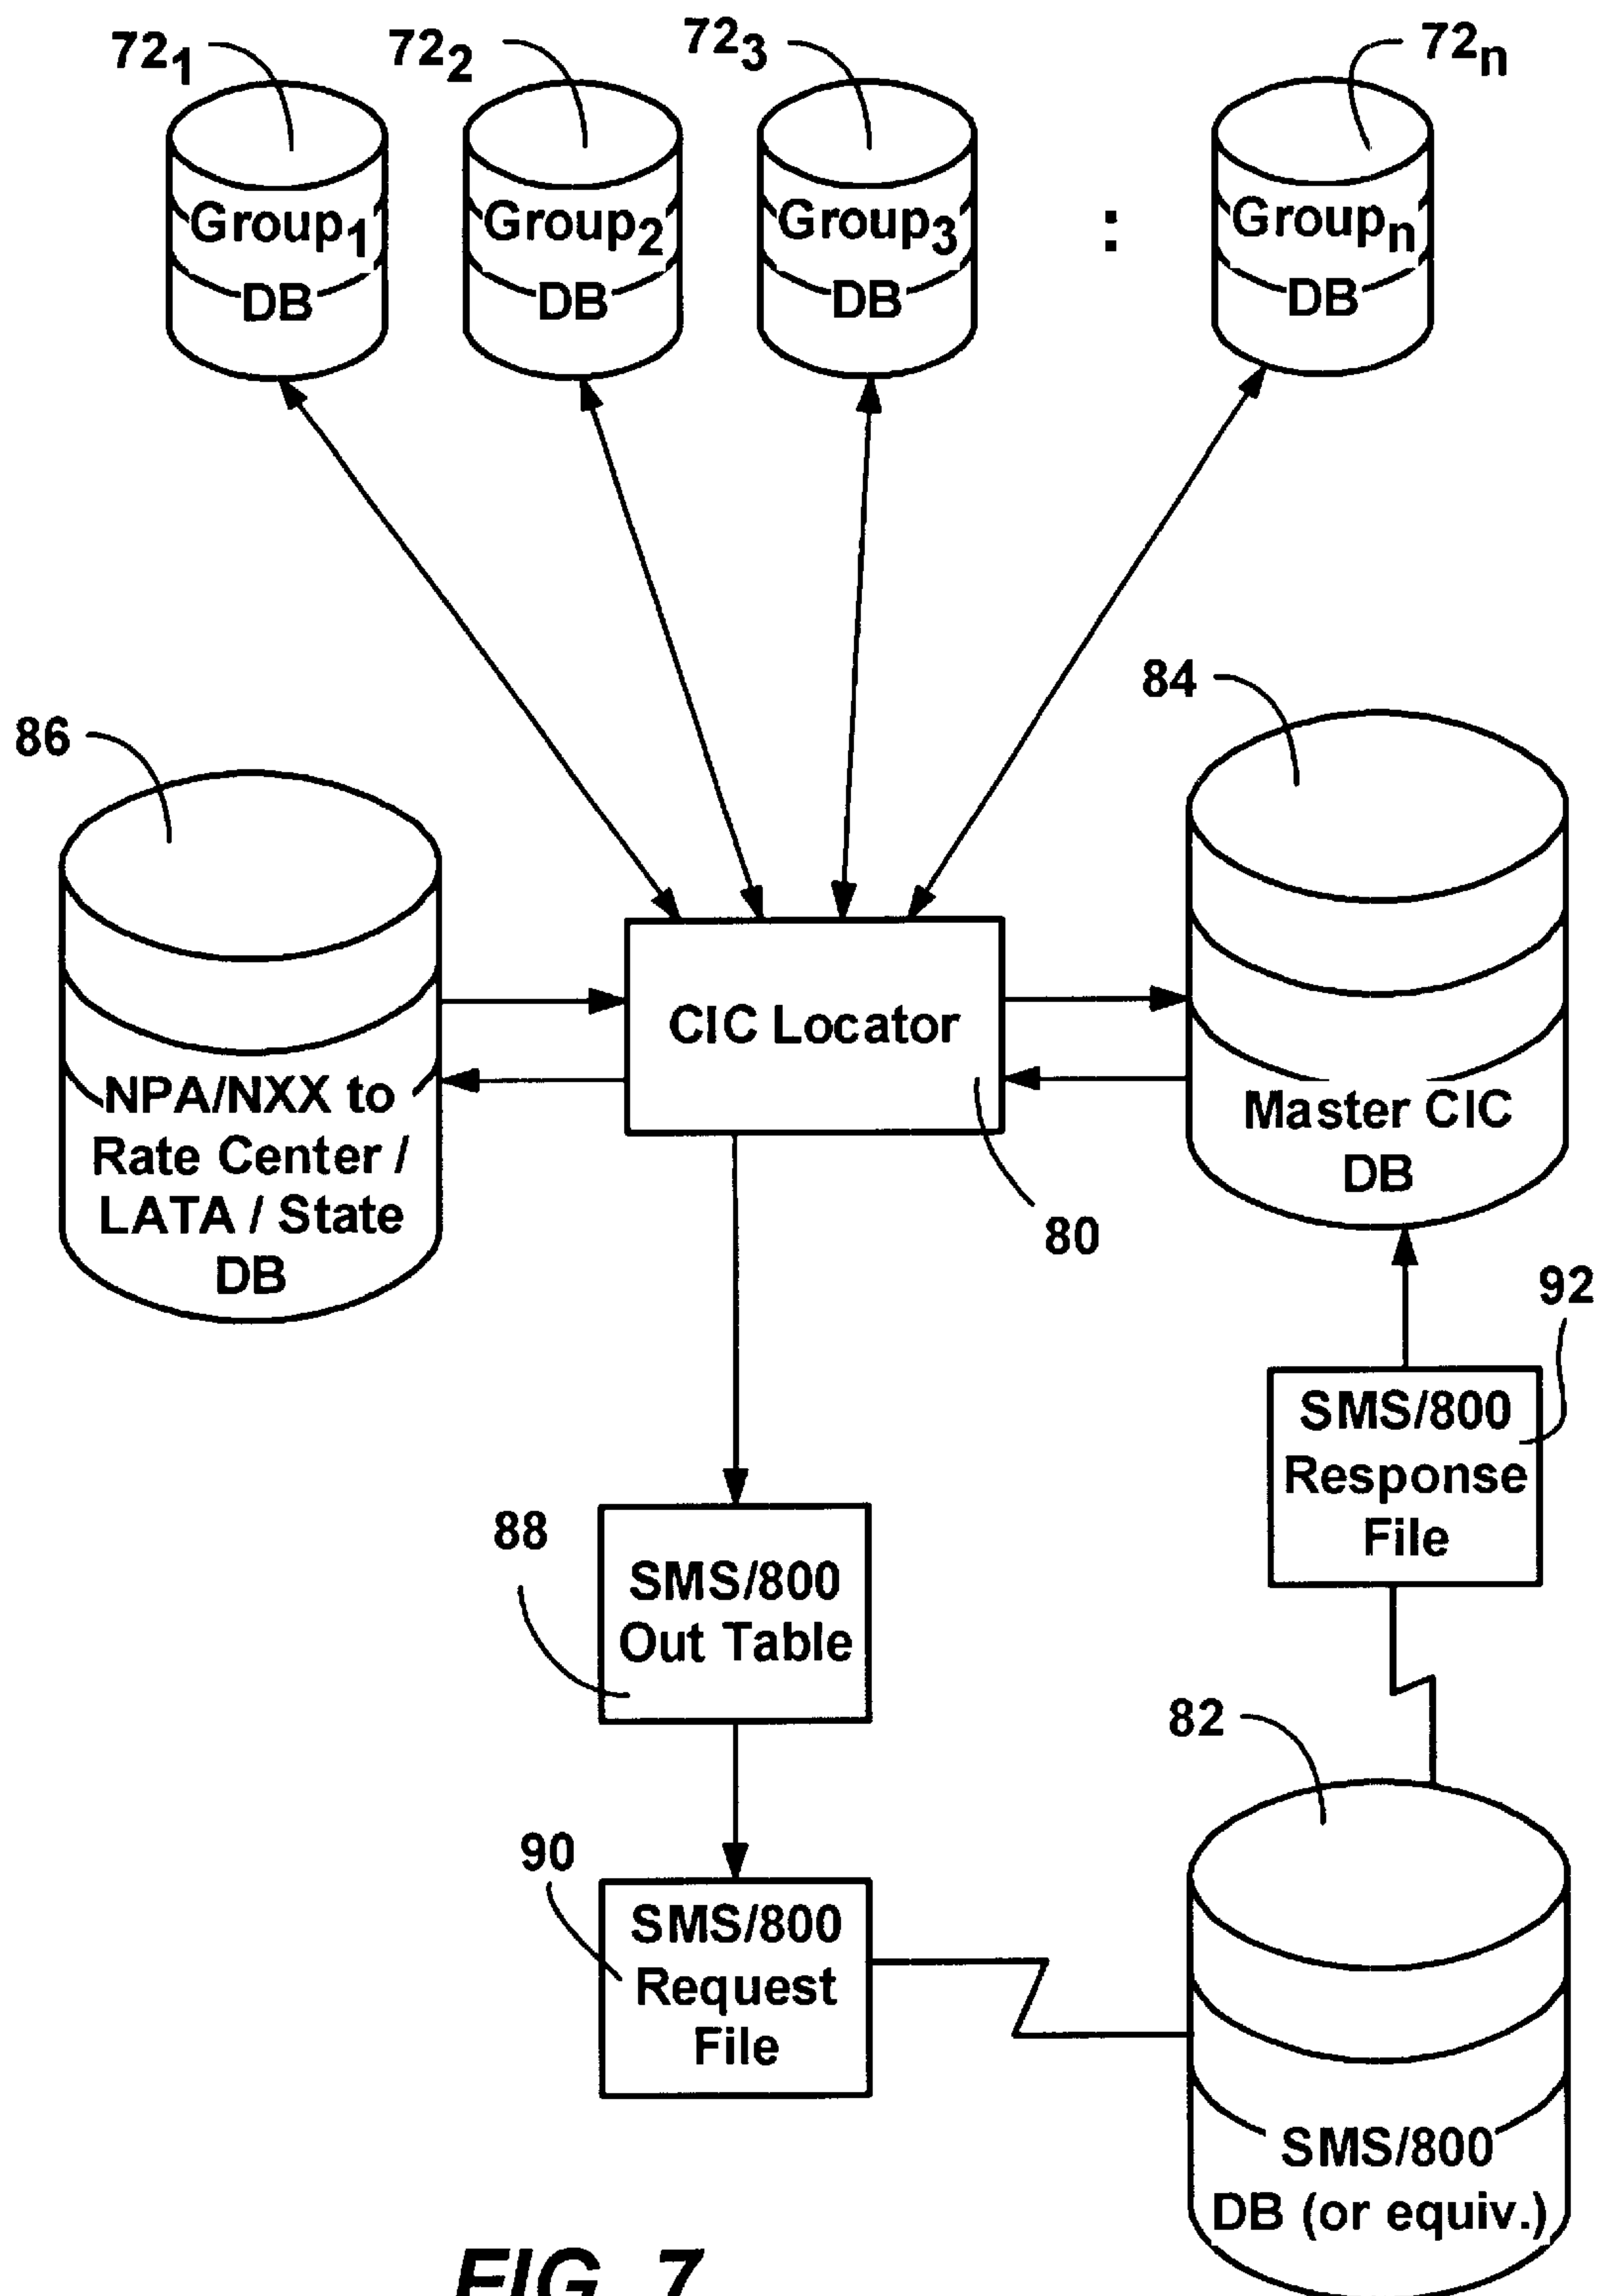 72₁ 72₂ 72₃ 72ₙ
Group₁
DB
Group₂
DB
Group₃
DB
:
Groupₙ
DB
84
86
CIC Locator
NPA/NXX to
Rate Center /
LATA / State
DB
Master CIC
DB
80
92
SMS/800
Response
File
88
SMS/800
Out Table
82
90
SMS/800
Request
File
SMS/800
DB (or equiv.)
FIG. 7